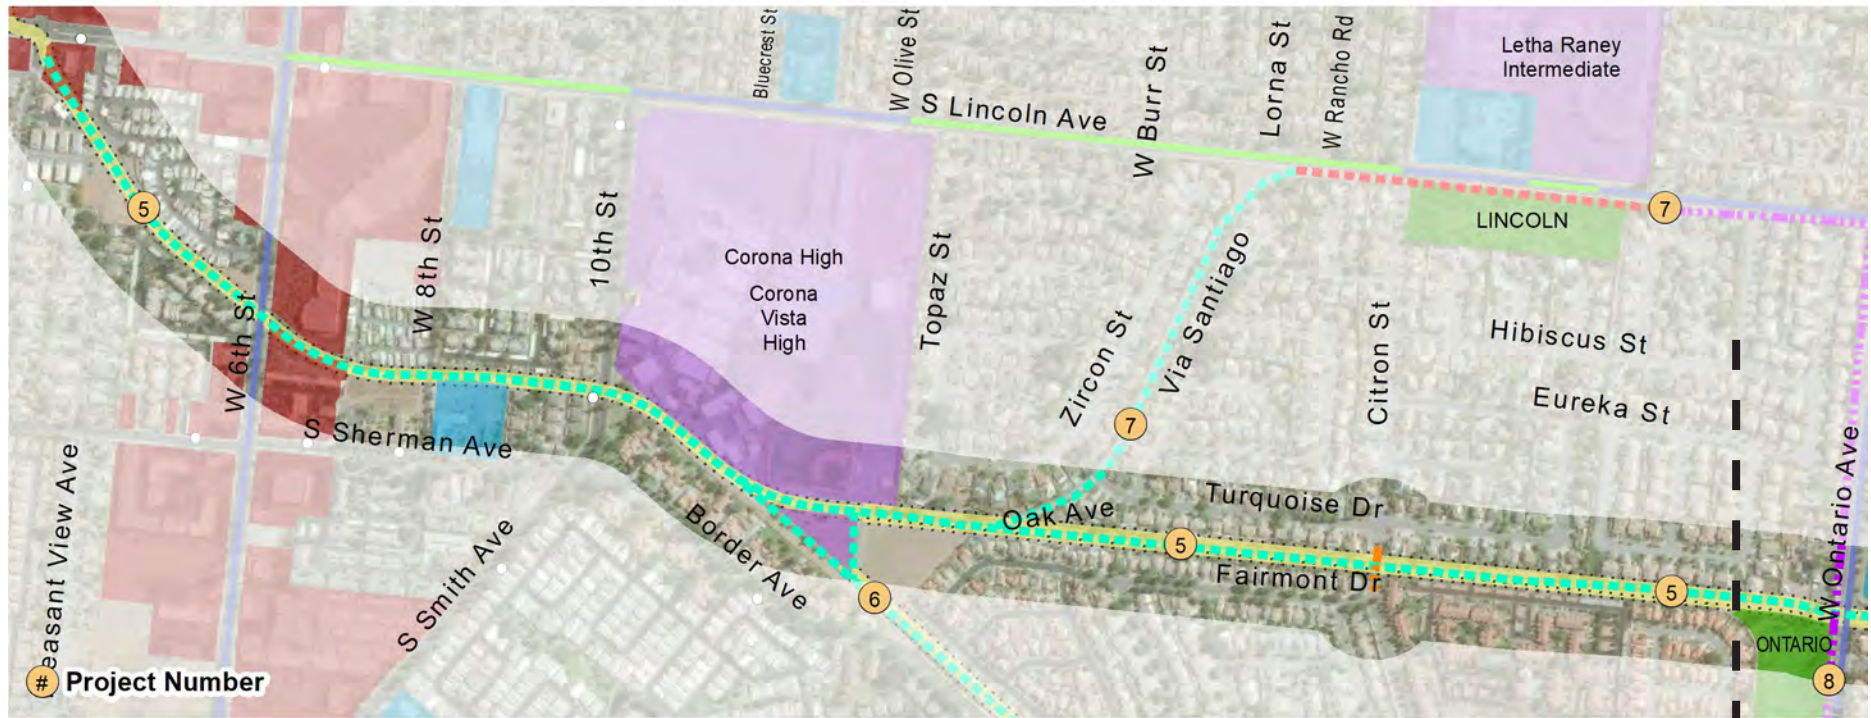 Bluecrest St
W Olive St
S Lincoln Ave
W Burr St
Lorna St
W Rancho Rd
Letha Raney
Intermediate
5
10th St
W 8th St
Corona High
Corona
Vista
High
Topaz St
Via Santiago
Zircon St
LINCOLN
7
Citron St
Hibiscus St
Eureka St
W 6th St
7
S Sherman Ave
easant View Ave
S Smith Ave
Border Ave
Oak Ave
Turquoise Dr
5
Fairmont Dr
5
6
W Ontario Ave
ONTARIO
8
# Project Number